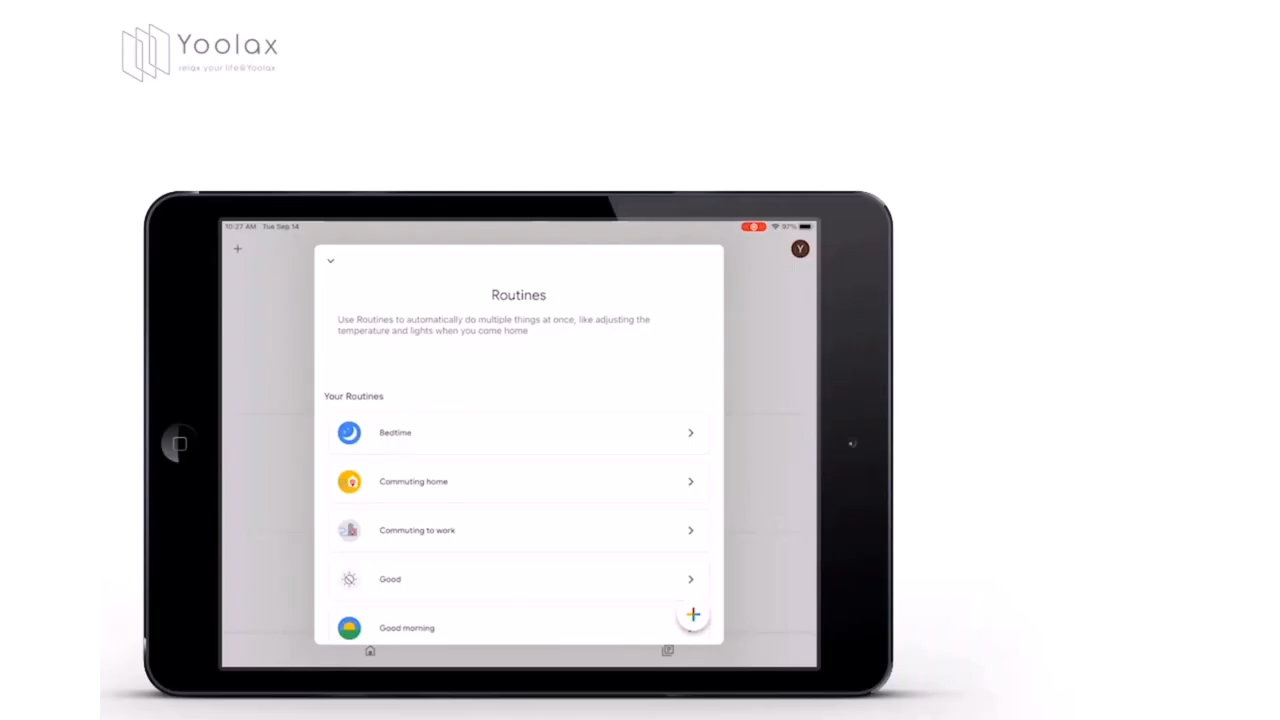 Yoolax
relax your life@Yoolax
10:27 AM Tue Sep 14
97%
Y
Routines
Use Routines to automatically do multiple things at once, like adjusting the
temperature and lights when you come home
Your Routines
Bedtime
Commuting home
Commuting to work
Good
Good morning